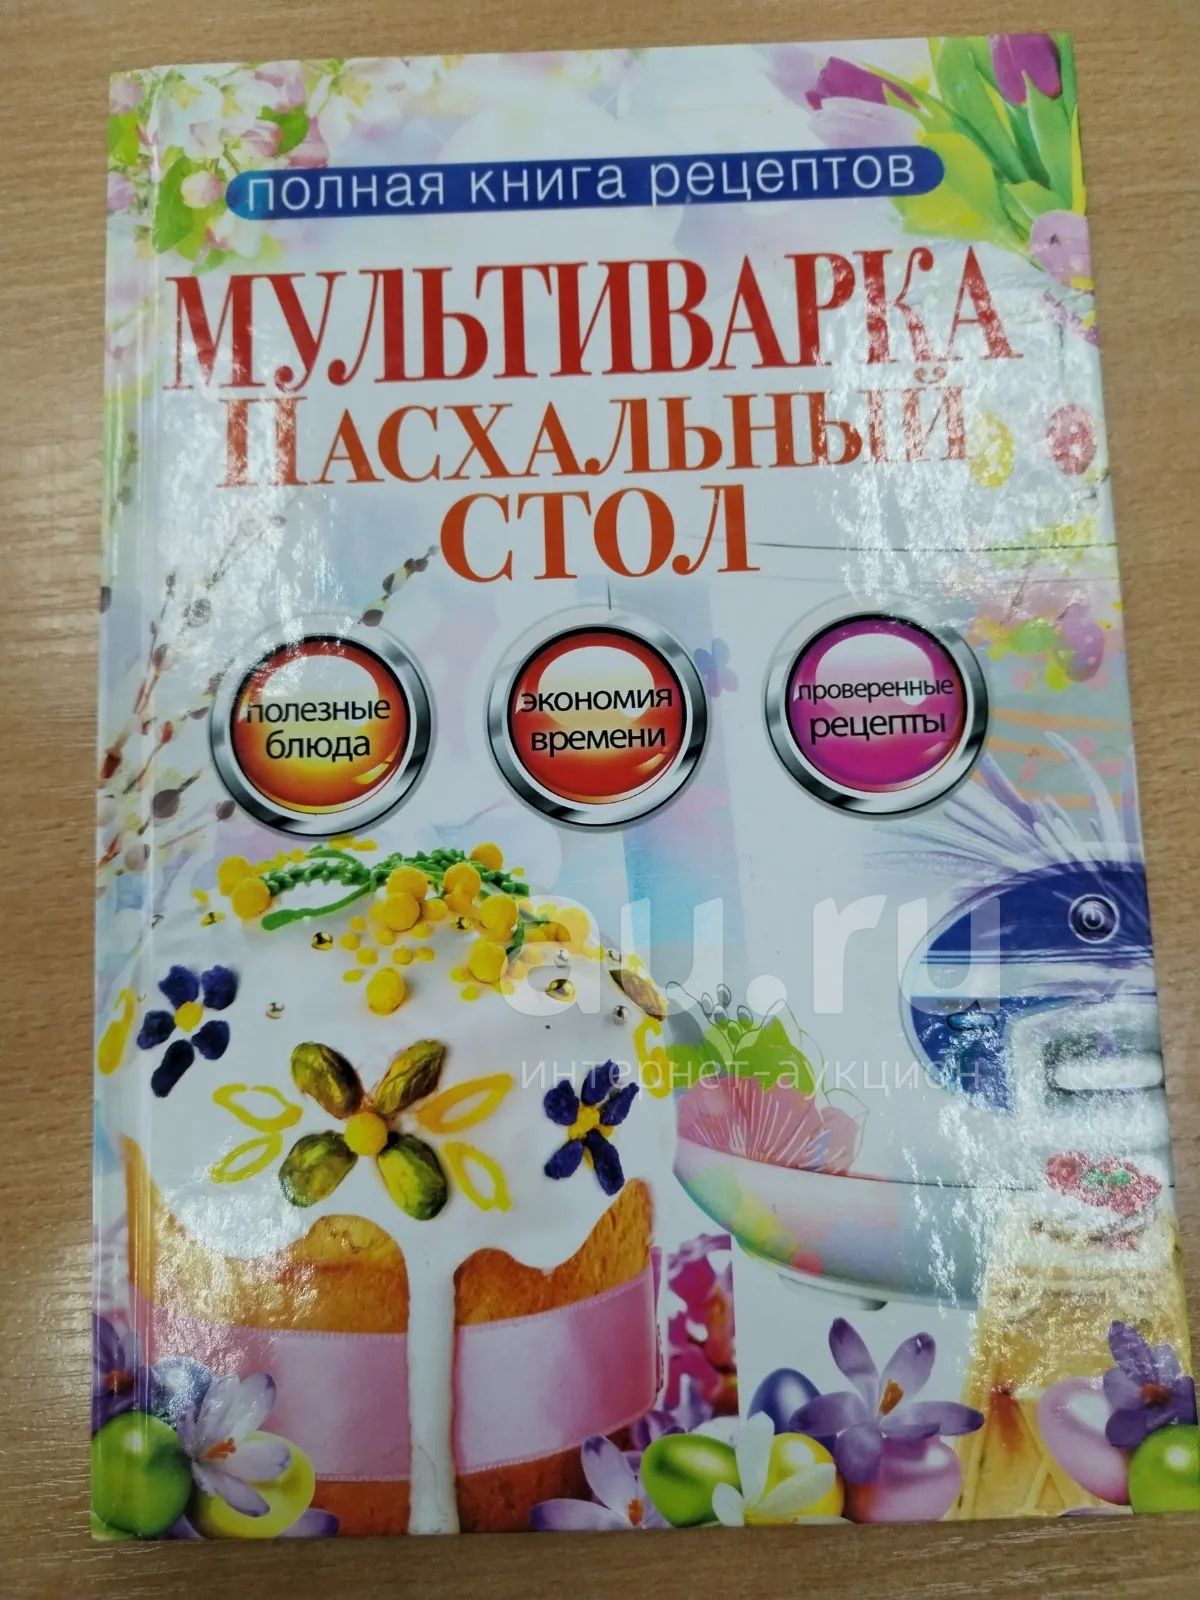 полная книга рецептов
МУЛЬТИВАРКА
ПАСХАЛЬНЫЙ
СТОЛ
полезные
блюда
экономия
времени
проверенные
рецепты
au.ru
интернет-аукцион